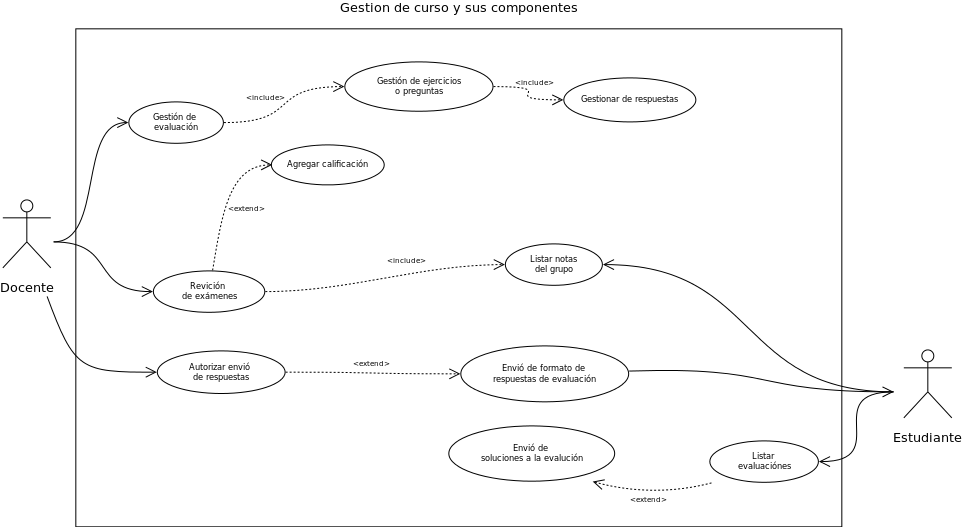 Gestion de curso y sus componentes
Gestión de ejercicios
o preguntas
<include>
<include>
Gestionar de respuestas
Gestión de
evaluación
Agregar calificación
<extend>
Docente
<include>
Listar notas
del grupo
Revición
de exámenes
<extend>
Autorizar envió
de respuestas
Envió de formato de
respuestas de evaluación
Estudiante
Envió de
soluciones a la evalución
Listar
evaluaciónes
<extend>